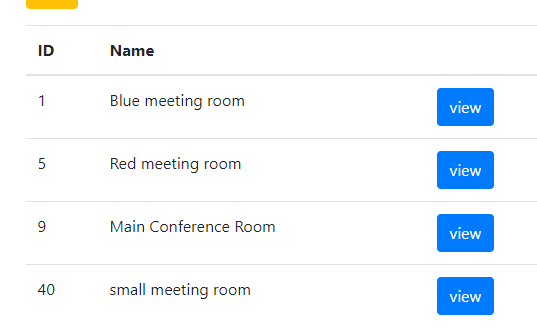 ID Name
1 Blue meeting room view
5 Red meeting room view
9 Main Conference Room view
40 small meeting room view